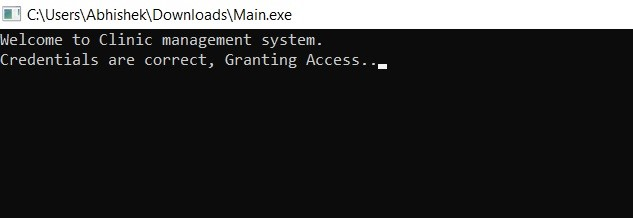 C:\Users\Abhishek\Downloads\Main.exe
Welcome to Clinic management system.
Credentials are correct, Granting Access..